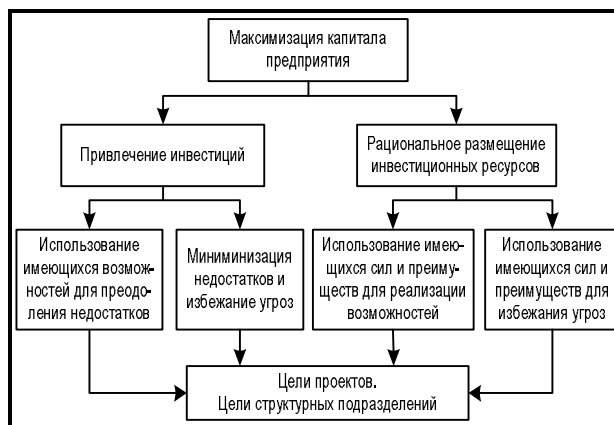 Максимизация капитала
предприятия
Привлечение инвестиций
Рациональное размещение
инвестиционных ресурсов
Использование
имеющихся возмож-
ностей для преодо-
ления недостатков
Миниминизация
недостатков и
избежание угроз
Использование имею-
щихся сил и преиму-
ществ для реализации
возможностей
Использование
имеющихся сил и
преимуществ для
избежания угроз
Цели проектов.
Цели структурных подразделений